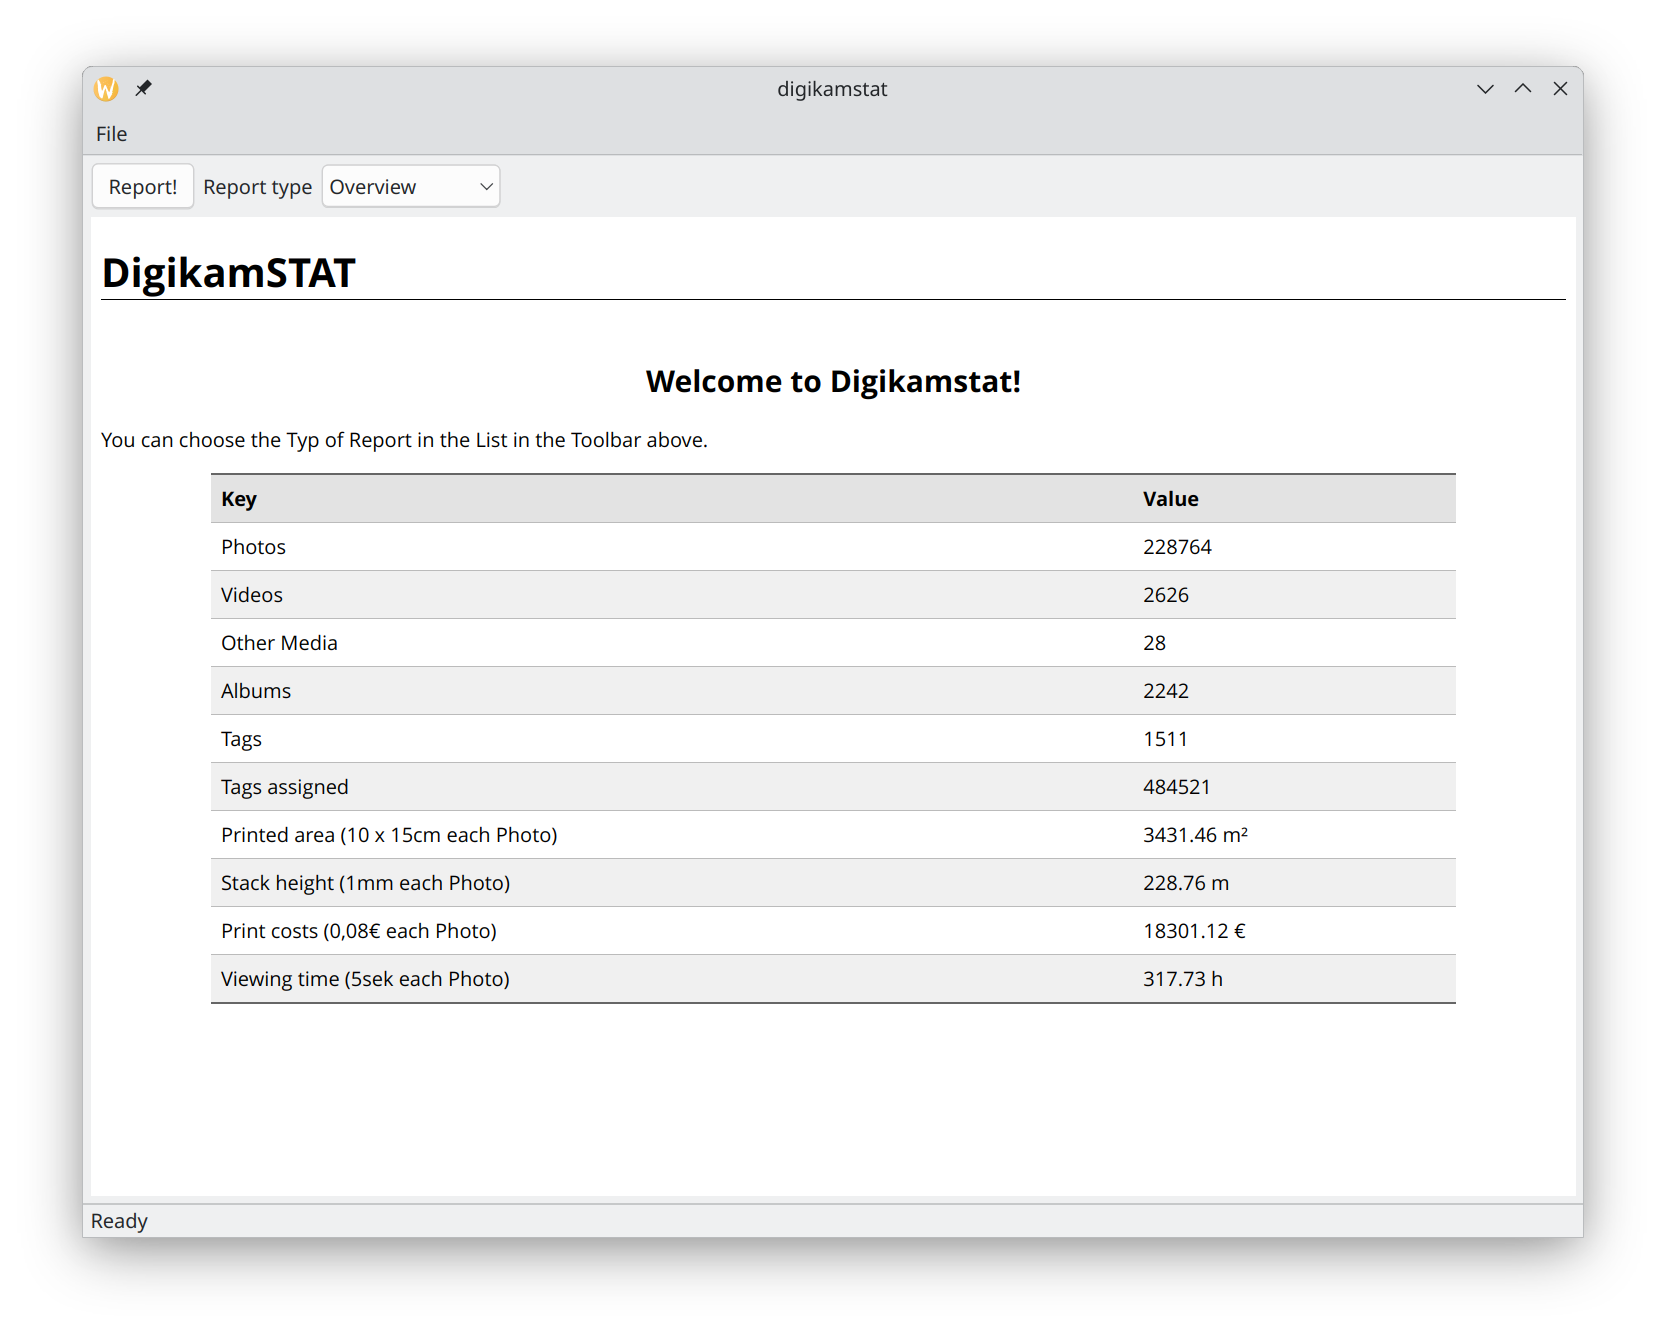 digikamstat
File
Report! Report type Overview
DigikamSTAT
Welcome to Digikamstat!
You can choose the Typ of Report in the List in the Toolbar above.
Key Value
Photos 228764
Videos 2626
Other Media 28
Albums 2242
Tags 1511
Tags assigned 484521
Printed area (10 x 15cm each Photo) 3431.46 m²
Stack height (1mm each Photo) 228.76 m
Print costs (0,08€ each Photo) 18301.12 €
Viewing time (5sek each Photo) 317.73 h
Ready